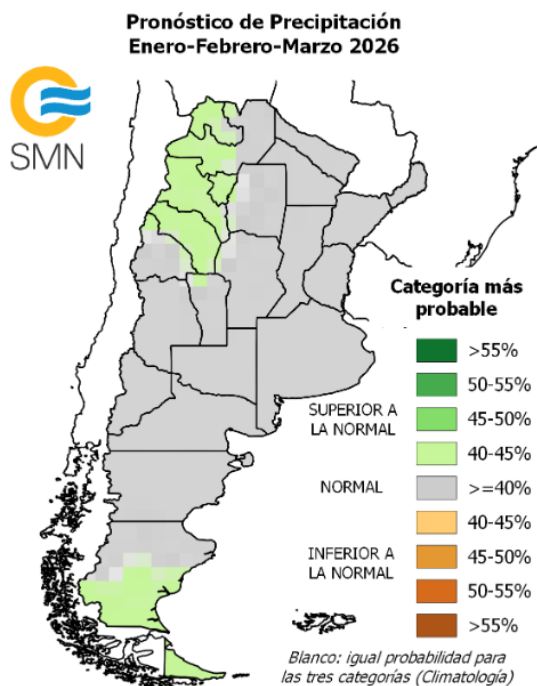 Pronóstico de Precipitación
Enero-Febrero-Marzo 2026
SMN
Categoría más
probable
>55%
50-55%
SUPERIOR A
LA NORMAL
45-50%
40-45%
NORMAL
>=40%
40-45%
INFERIOR A
LA NORMAL
45-50%
50-55%
>55%
Blanco: igual probabilidad para
las tres categorías (Climatología)